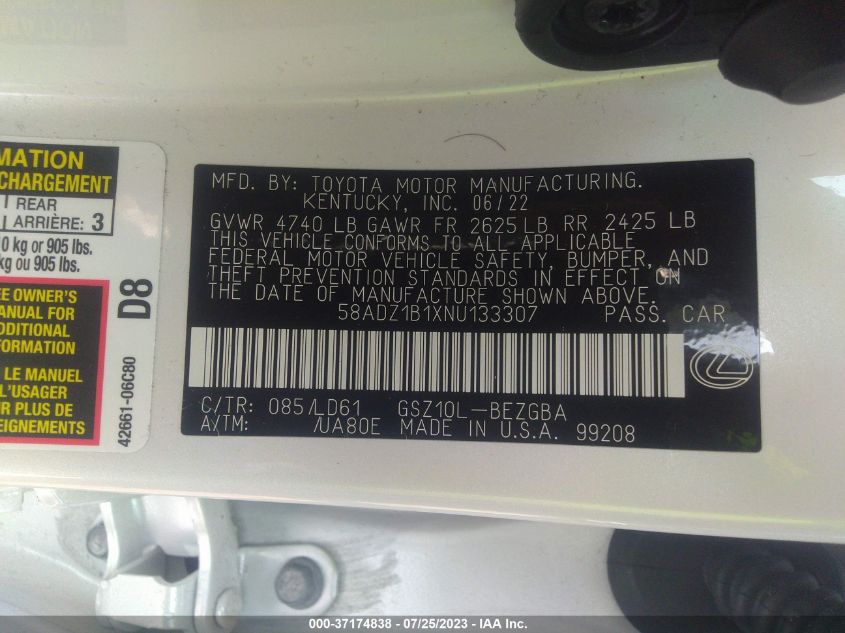 MATION
CHARGEMENT
REAR
ARRIÈRE: 3
0 kg or 905 lbs.
kg ou 905 lbs.
EE OWNER'S
MANUAL FOR
DDITIONAL
FORMATION
LE MANUEL
L'USAGER
UR PLUS DE
EIGNEMENTS
D8
42661-06C80
MFD. BY: TOYOTA MOTOR MANUFACTURING.
KENTUCKY, INC. 06/22
GVWR 4740 LB GAWR FR 2625 LB RR 2425 LB
THIS VEHICLE CONFORMS TO ALL APPLICABLE
FEDERAL MOTOR VEHICLE SAFETY, BUMPER, AND
THEFT PREVENTION STANDARDS IN EFFECT ON
THE DATE OF MANUFACTURE SHOWN ABOVE.
58ADZ1B1XNU133307 PASS. CAR
C/TR: 085/LD61 GSZ10L-BEZGBA
A/TM: /UA80E MADE IN U.S.A. 99208
000-37174838 - 07/25/2023 - IAA Inc.